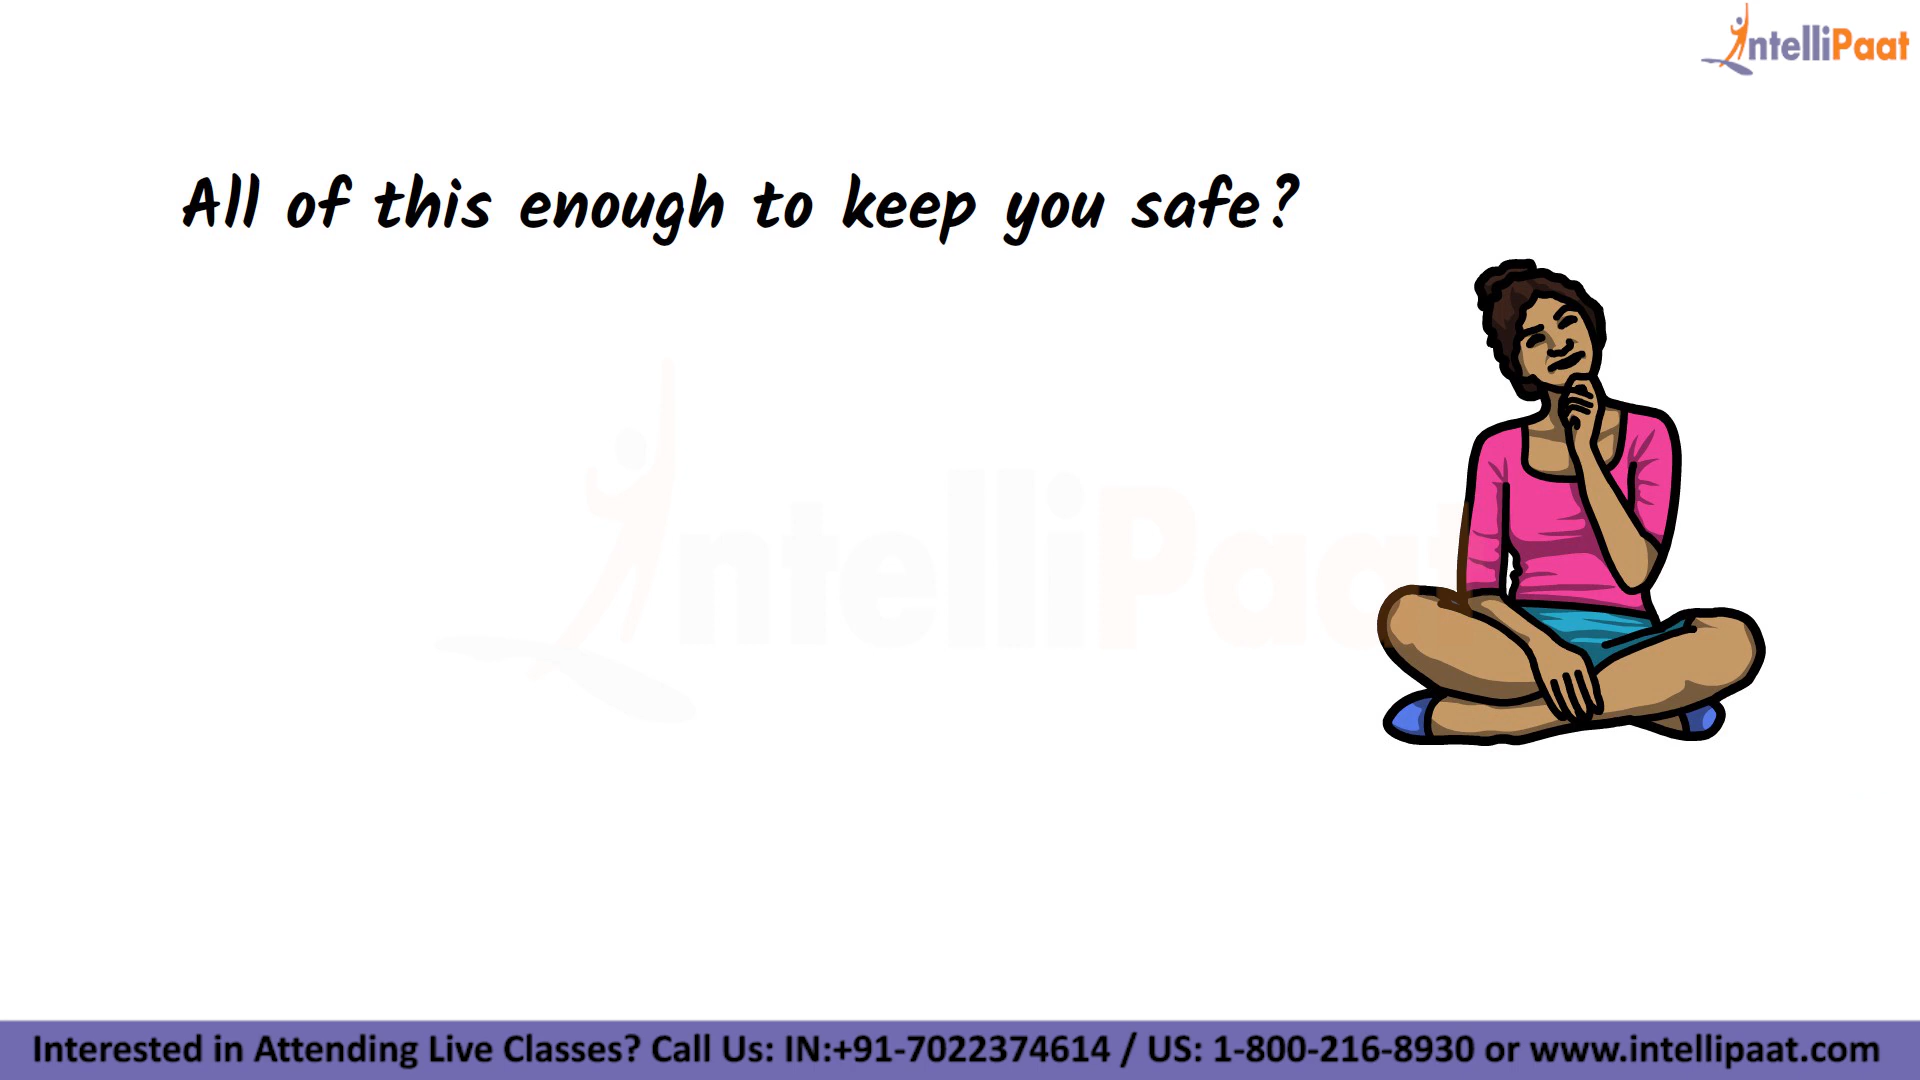 IntelliPaat
All of this enough to keep you safe?
IntelliPaat
Interested in Attending Live Classes? Call Us: IN:+91-7022374614 / US: 1-800-216-8930 or www.intellipaat.com